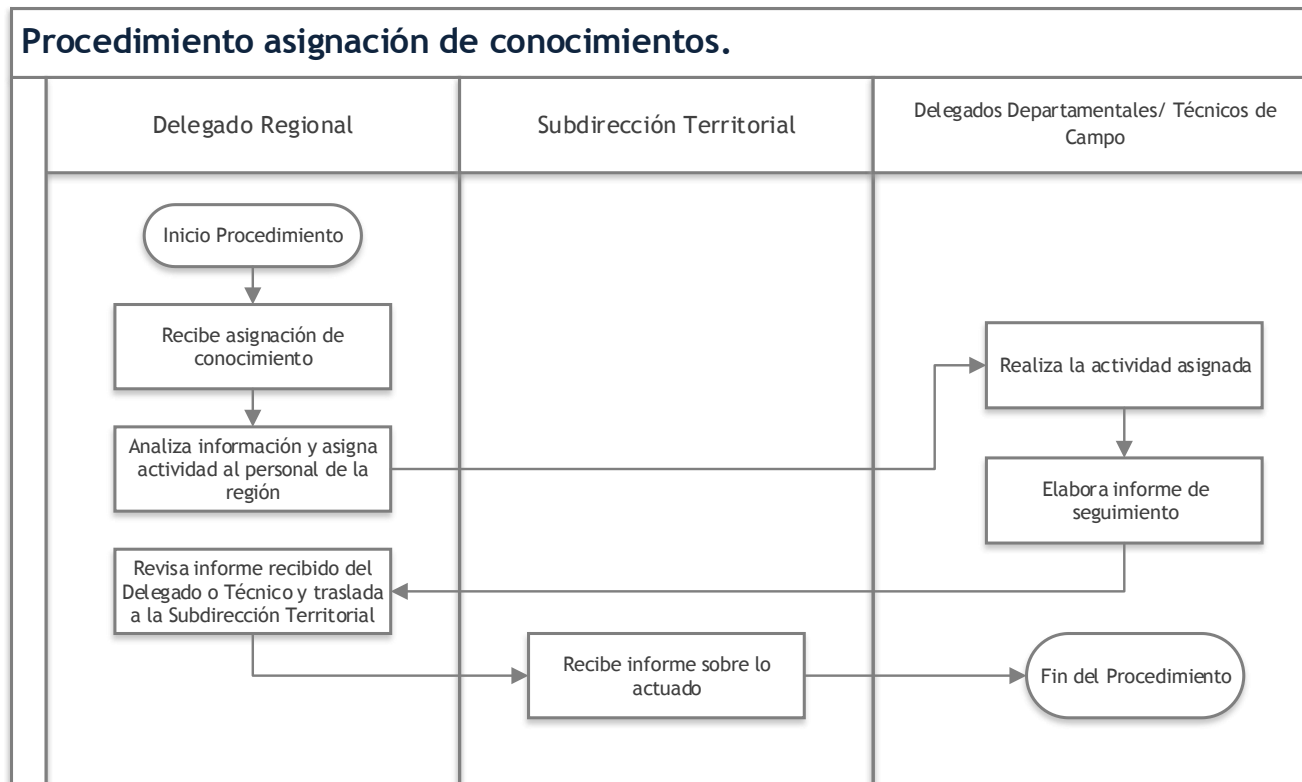 Procedimiento asignación de conocimientos.
Delegado Regional
Subdirección Territorial
Delegados Departamentales/ Técnicos de
Campo
Inicio Procedimiento
Recibe asignación de
conocimiento
Analiza información y asigna
actividad al personal de la
región
Realiza la actividad asignada
Elabora informe de
seguimiento
Revisa informe recibido del
Delegado o Técnico y traslada
a la Subdirección Territorial
Recibe informe sobre lo
actuado
Fin del Procedimiento